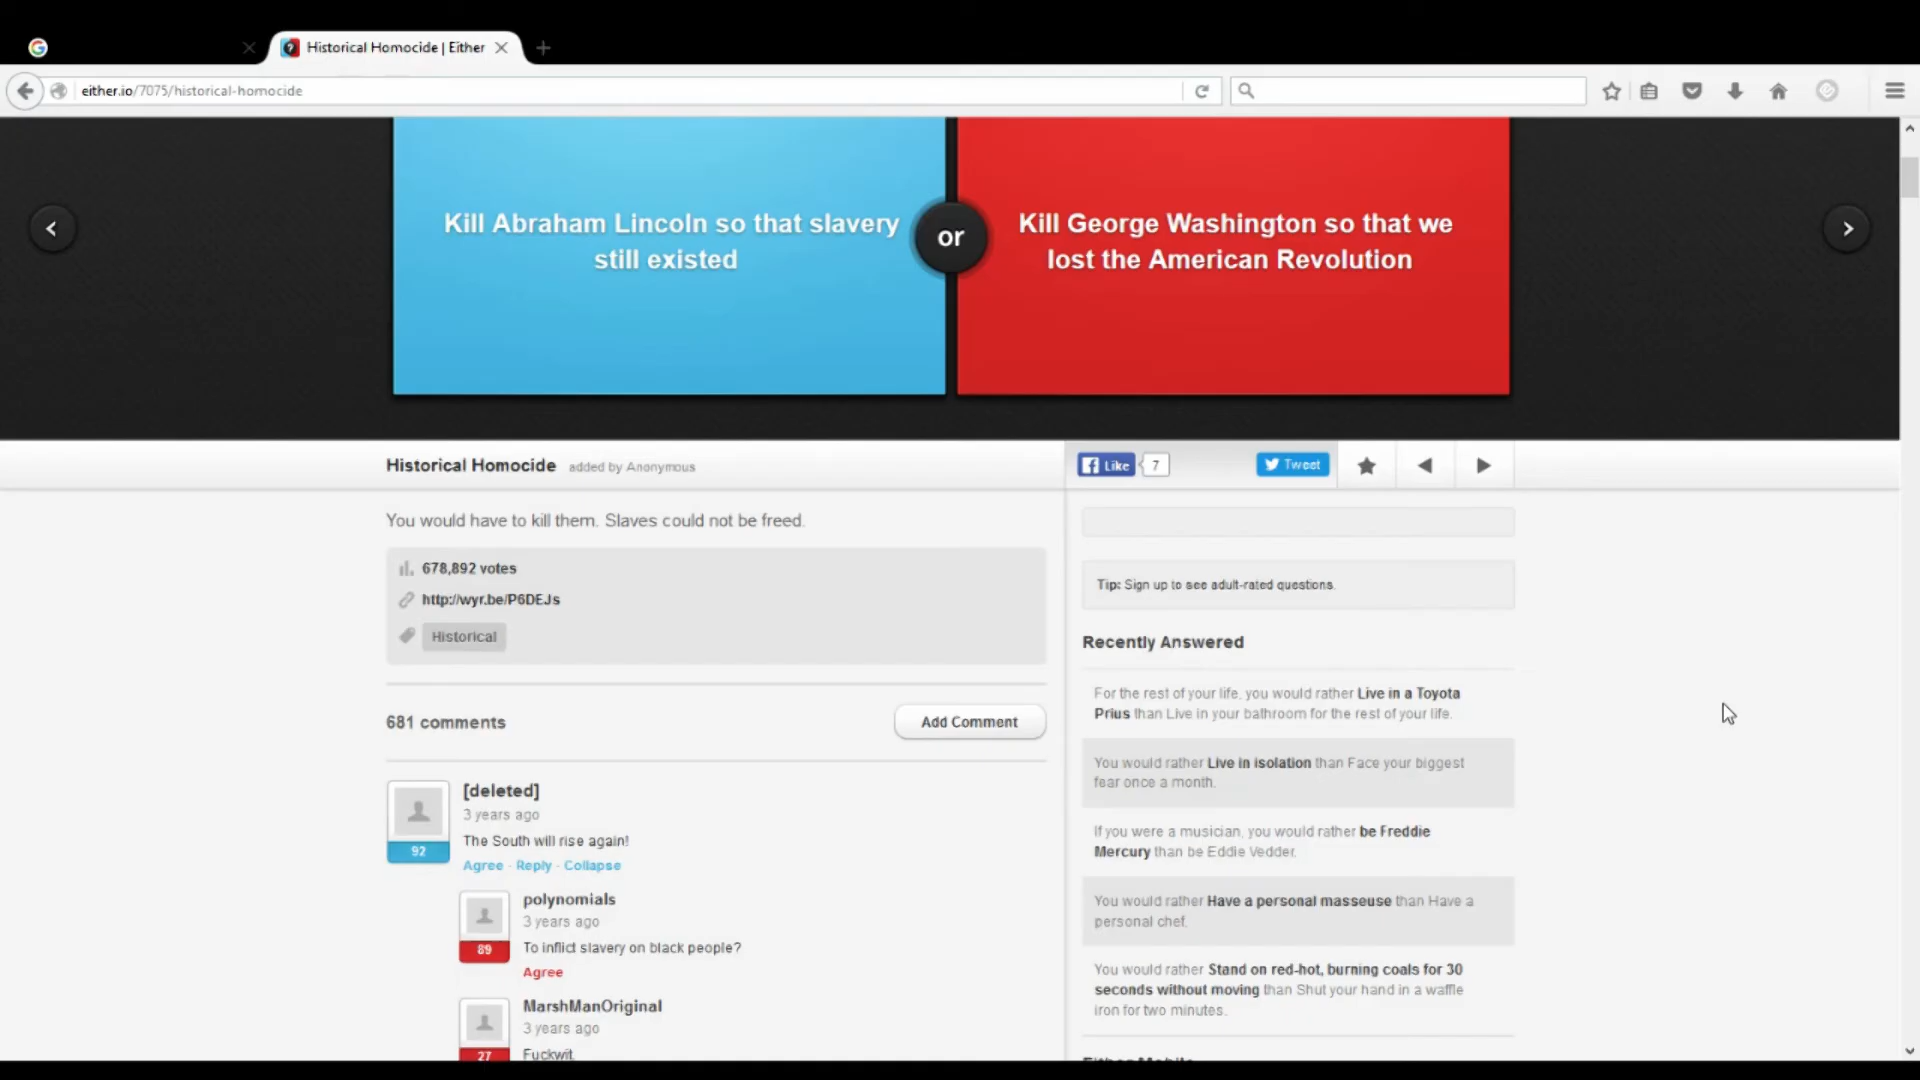 Historical Homocide | Either
either.io/7075/historical-homocide
Kill Abraham Lincoln so that slavery
still existed
or
Kill George Washington so that we
lost the American Revolution
Historical Homocide added by Anonymous
Like 7
Tweet
You would have to kill them. Slaves could not be freed.
678,892 votes
http://wyr.be/P6DEJs
Historical
681 comments
Add Comment
[deleted]
3 years ago
The South will rise again!
92
Agree - Reply - Collapse
polynomials
3 years ago
To inflict slavery on black people?
89
Agree
MarshManOriginal
3 years ago
Fuckwit.
27
Tip: Sign up to see adult-rated questions.
Recently Answered
For the rest of your life, you would rather Live in a Toyota
Prius than Live in your bathroom for the rest of your life.
You would rather Live in isolation than Face your biggest
fear once a month.
If you were a musician, you would rather be Freddie
Mercury than be Eddie Vedder.
You would rather Have a personal masseuse than Have a
personal chef.
You would rather Stand on red-hot, burning coals for 30
seconds without moving than Shut your hand in a waffle
iron for two minutes.
Either Mobile